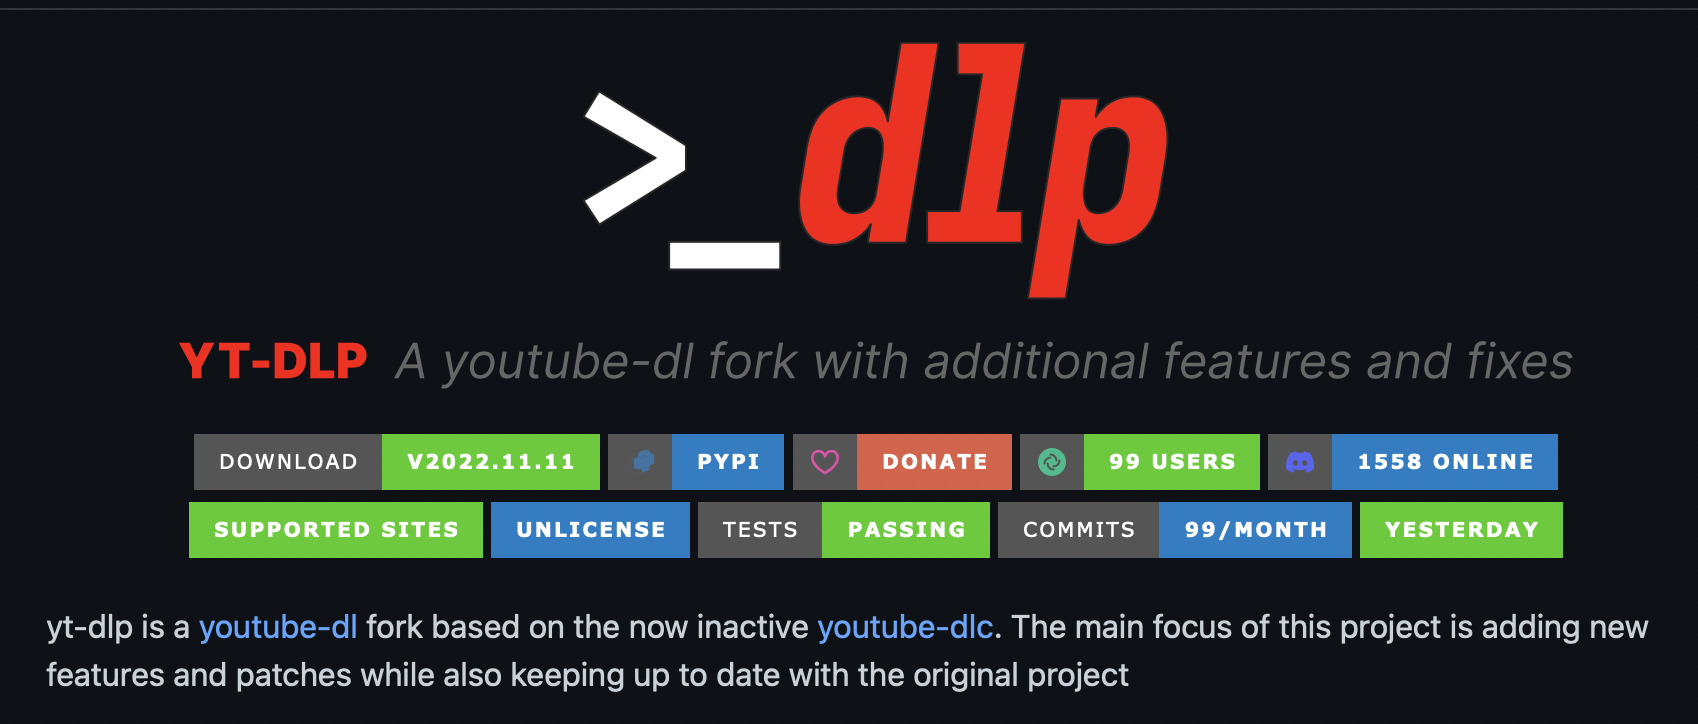 >_dlp
YT-DLP A youtube-dl fork with additional features and fixes
DOWNLOAD V2022.11.11 PYPI DONATE 99 USERS 1558 ONLINE
SUPPORTED SITES UNLICENSE TESTS PASSING COMMITS 99/MONTH YESTERDAY
yt-dlp is a youtube-dl fork based on the now inactive youtube-dlc. The main focus of this project is adding new
features and patches while also keeping up to date with the original project